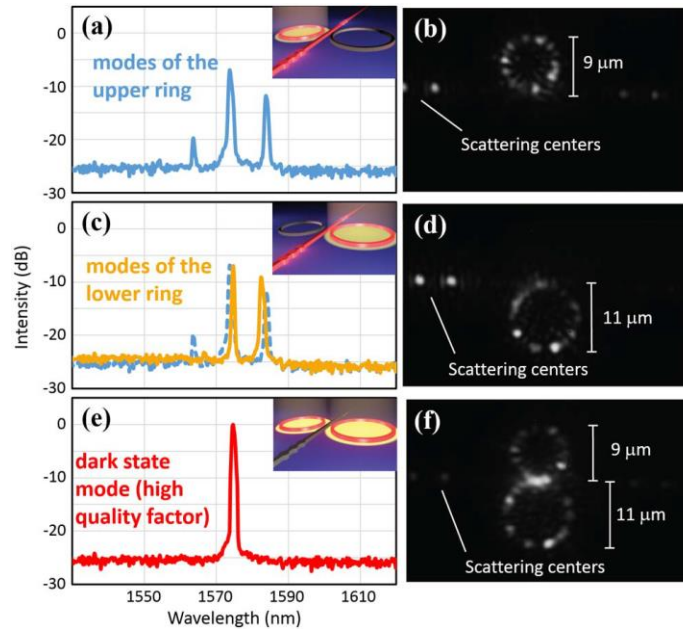 (a)
modes of the
upper ring
0
-10
-20
-30
(b)
9 μm
Scattering centers
(c)
modes of the
lower ring
0
-10
-20
-30
Intensity (dB)
(d)
11 μm
Scattering centers
(e)
dark state
mode (high
quality factor)
0
-10
-20
-30
1550 1570 1590 1610
Wavelength (nm)
(f)
9 μm
11 μm
Scattering centers